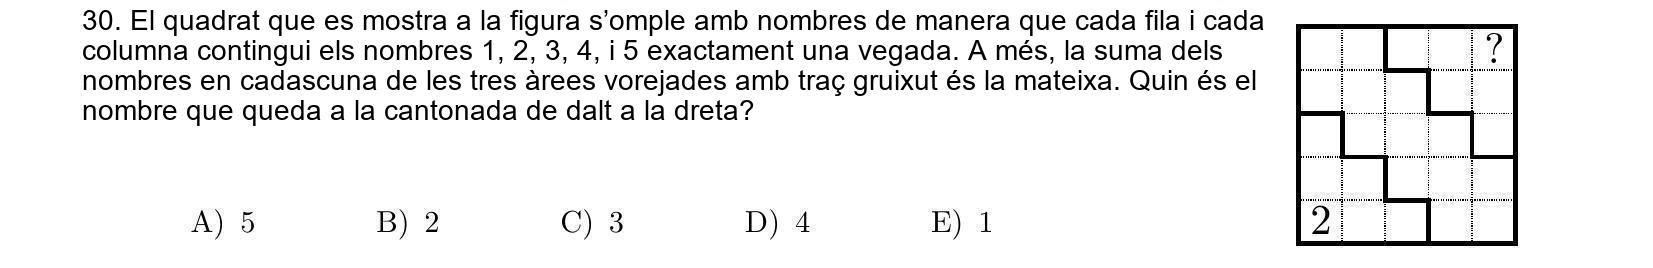 30. El quadrat que es mostra a la figura s’omple amb nombres de manera que cada fila i cada
columna contingui els nombres 1, 2, 3, 4, i 5 exactament una vegada. A més, la suma dels
nombres en cadascuna de les tres àrees vorejades amb traç gruixut és la mateixa. Quin és el
nombre que queda a la cantonada de dalt a la dreta?
?
2
A) 5 B) 2 C) 3 D) 4 E) 1